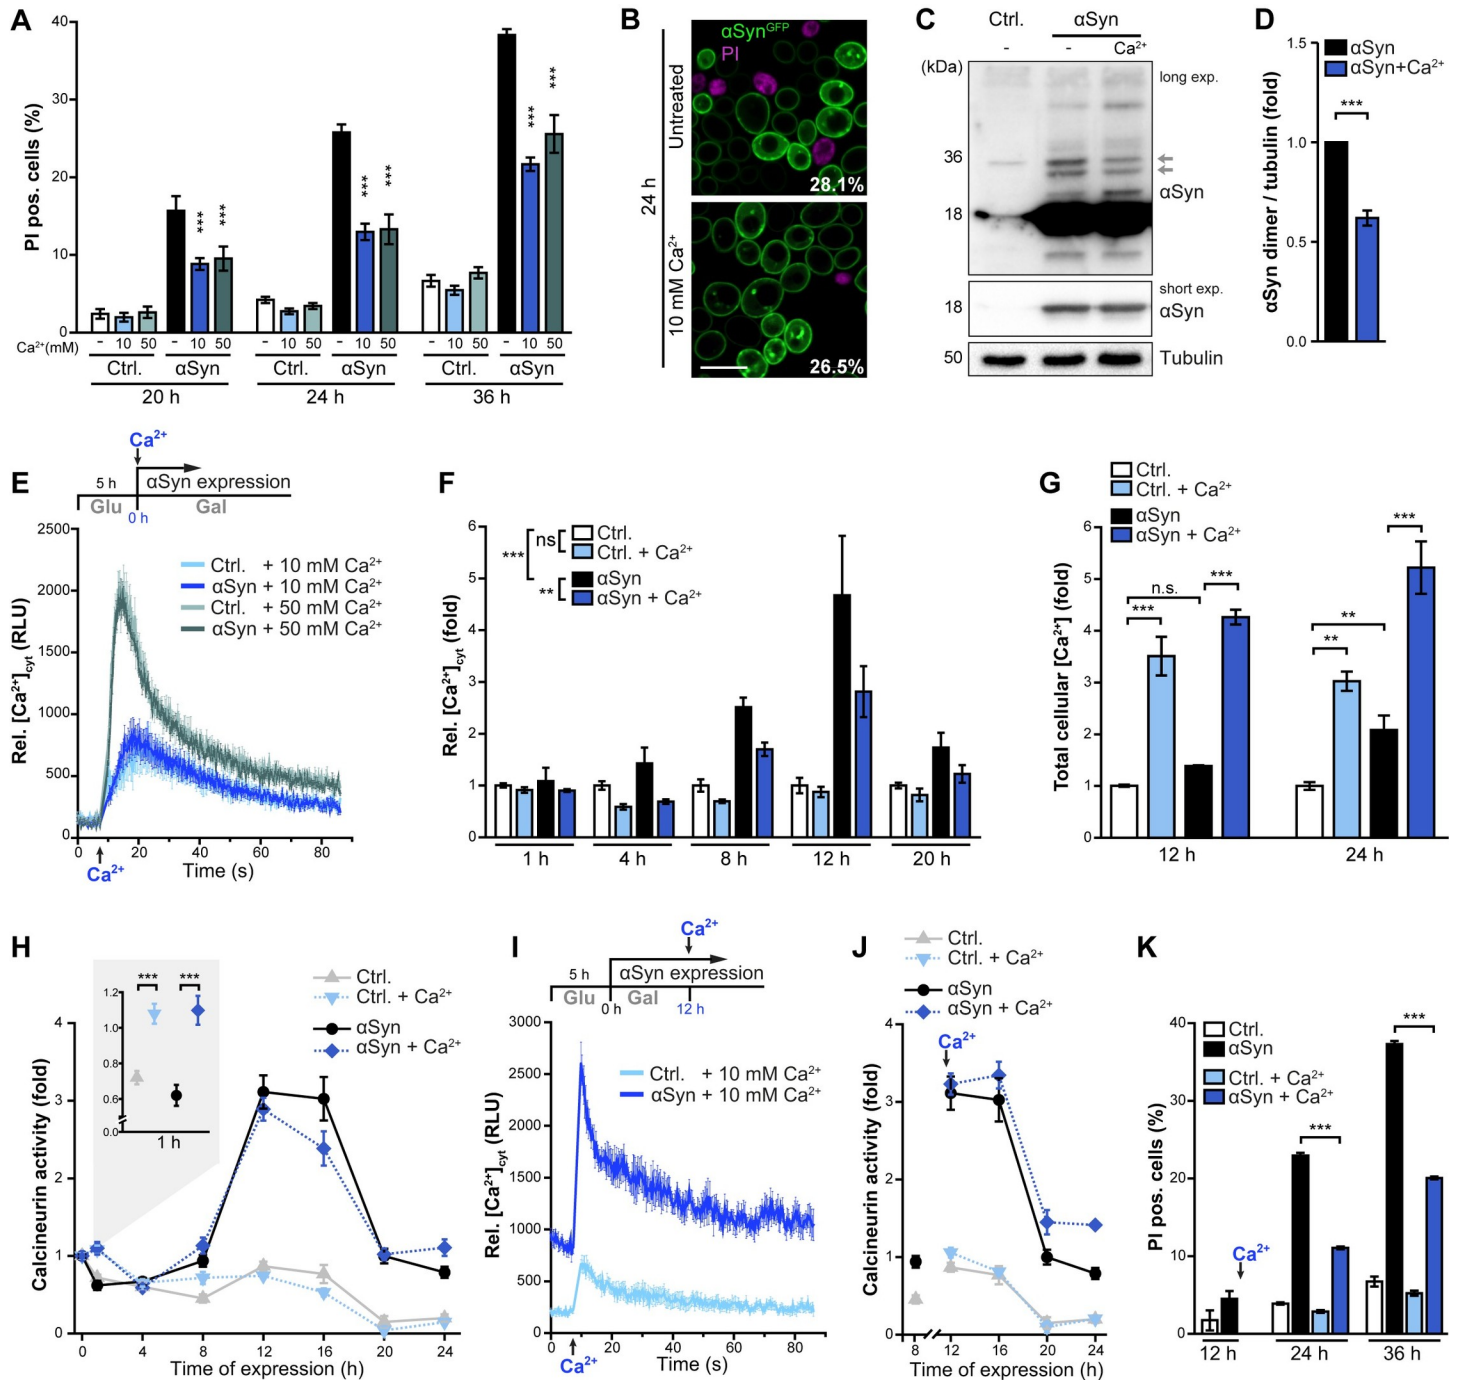 A
PI pos. cells (%)
40
30
20
10
0
Ca²⁺(mM) - 10 50 - 10 50 - 10 50 - 10 50 - 10 50 - 10 50
*** *** *** *** *** ***
Ctrl. αSyn Ctrl. αSyn Ctrl. αSyn
20 h 24 h 36 h
B
24 h
Untreated
10 mM Ca²⁺
αSynGFP
PI
28.1%
26.5%
C
Ctrl. αSyn
- - Ca²⁺
(kDa)
long exp.
36
αSyn
18
short exp.
18 αSyn
50 Tubulin
D
αSyn dimer / tubulin (fold)
αSyn
αSyn+Ca²⁺
1.5
***
1.0
0.5
0.0
E
Ca²⁺
5 h αSyn expression
Glu Gal
0 h
Rel. [Ca²⁺]cyt (RLU)
2500
2000
1500
1000
500
0
Ctrl. + 10 mM Ca²⁺
αSyn + 10 mM Ca²⁺
Ctrl. + 50 mM Ca²⁺
αSyn + 50 mM Ca²⁺
0 20 40 60 80
Ca²⁺ Time (s)
F
Rel. [Ca²⁺]cyt (fold)
6
5
4
3
2
1
0
*** ns **
Ctrl.
Ctrl. + Ca²⁺
αSyn
αSyn + Ca²⁺
1 h 4 h 8 h 12 h 20 h
G
Ctrl.
Ctrl. + Ca²⁺
αSyn
αSyn + Ca²⁺
Total cellular [Ca²⁺] (fold)
6
5
4
3
2
1
0
n.s.
*** ***
***
**
**
12 h 24 h
H
Calcineurin activity (fold)
4
3
2
1
0
*** ***
1.2
1.0
0.8
0.6
0.0
1 h
Ctrl.
Ctrl. + Ca²⁺
αSyn
αSyn + Ca²⁺
0 4 8 12 16 20 24
Time of expression (h)
I
Ca²⁺
5 h αSyn expression
Glu Gal
0 h 12 h
Rel. [Ca²⁺]cyt (RLU)
3000
2500
2000
1500
1000
500
0
Ctrl. + 10 mM Ca²⁺
αSyn + 10 mM Ca²⁺
0 20 40 60 80
Ca²⁺ Time (s)
J
Ctrl.
Ctrl. + Ca²⁺
αSyn
αSyn + Ca²⁺
Calcineurin activity (fold)
4
3
2
1
0
Ca²⁺
8 12 16 20 24
Time of expression (h)
K
PI pos. cells (%)
40
30
20
10
0
Ctrl.
αSyn
Ctrl. + Ca²⁺
αSyn + Ca²⁺
***
***
Ca²⁺
12 h 24 h 36 h